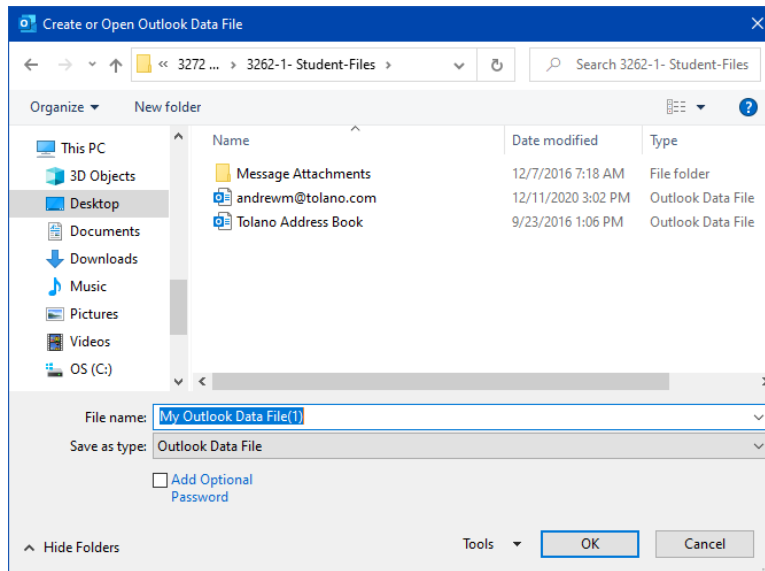 Create or Open Outlook Data File
« 3272 ... › 3262-1- Student-Files ›
Search 3262-1- Student-Files
Organize
New folder
This PC
3D Objects
Desktop
Documents
Downloads
Music
Pictures
Videos
OS (C:)
Name Date modified Type
Message Attachments 12/7/2016 7:18 AM File folder
andrewm@tolano.com 12/11/2020 3:02 PM Outlook Data File
Tolano Address Book 9/23/2016 1:06 PM Outlook Data File
File name: My Outlook Data File(1)
Save as type: Outlook Data File
Add Optional
Password
Hide Folders
Tools
OK
Cancel